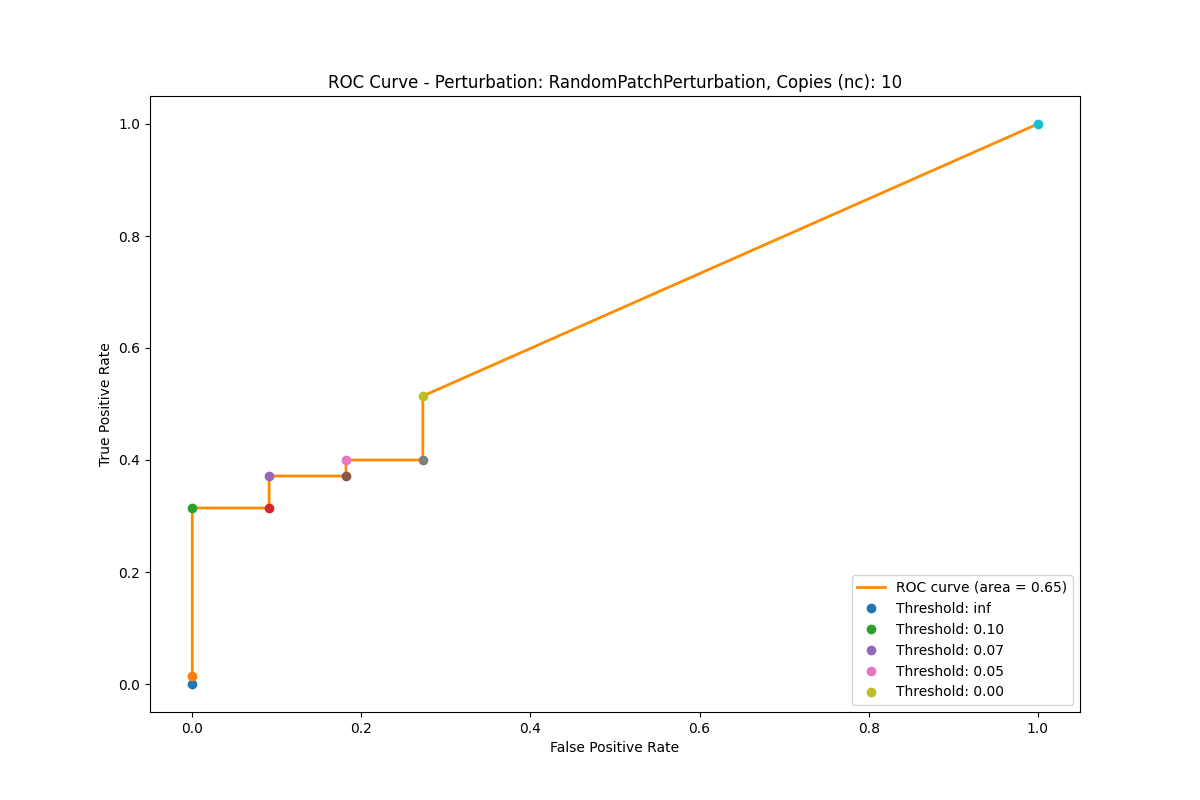 ROC Curve - Perturbation: RandomPatchPerturbation, Copies (nc): 10
1.0
0.8
0.6
0.4
0.2
0.0
True Positive Rate
ROC curve (area = 0.65)
Threshold: inf
Threshold: 0.10
Threshold: 0.07
Threshold: 0.05
Threshold: 0.00
0.0 0.2 0.4 0.6 0.8 1.0
False Positive Rate